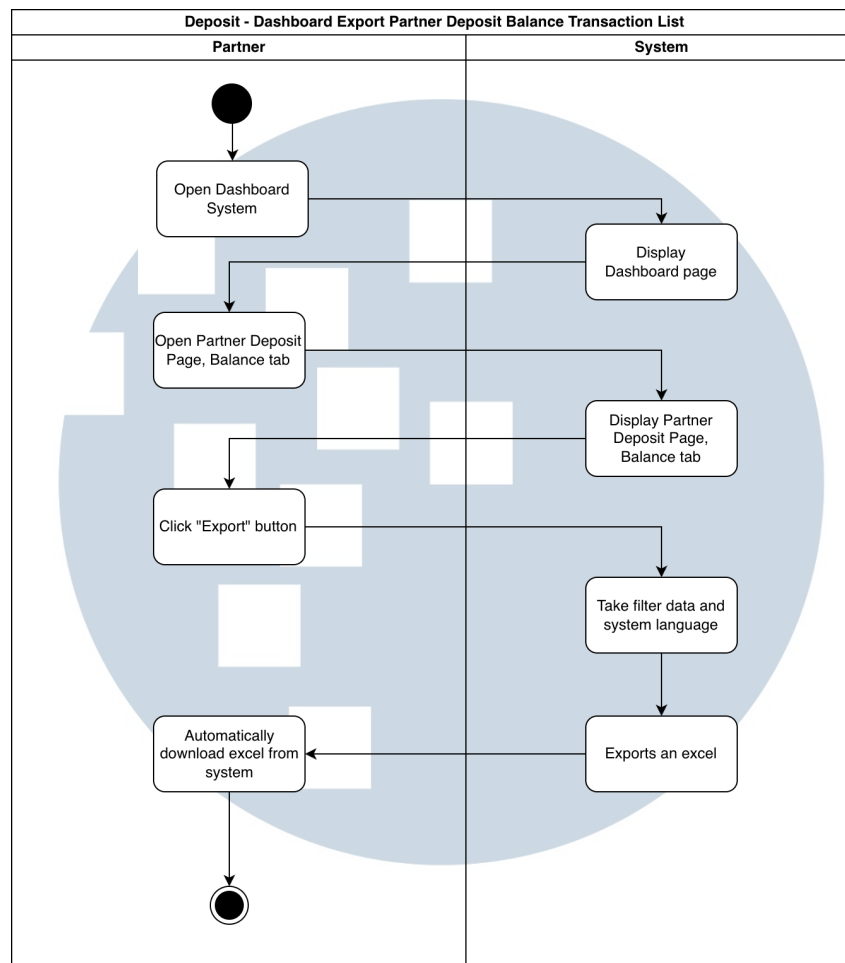 Deposit - Dashboard Export Partner Deposit Balance Transaction List
Partner
System
Open Dashboard
System
Display
Dashboard page
Open Partner Deposit
Page, Balance tab
Display Partner
Deposit Page,
Balance tab
Click "Export" button
Take filter data and
system language
Exports an excel
Automatically
download excel from
system